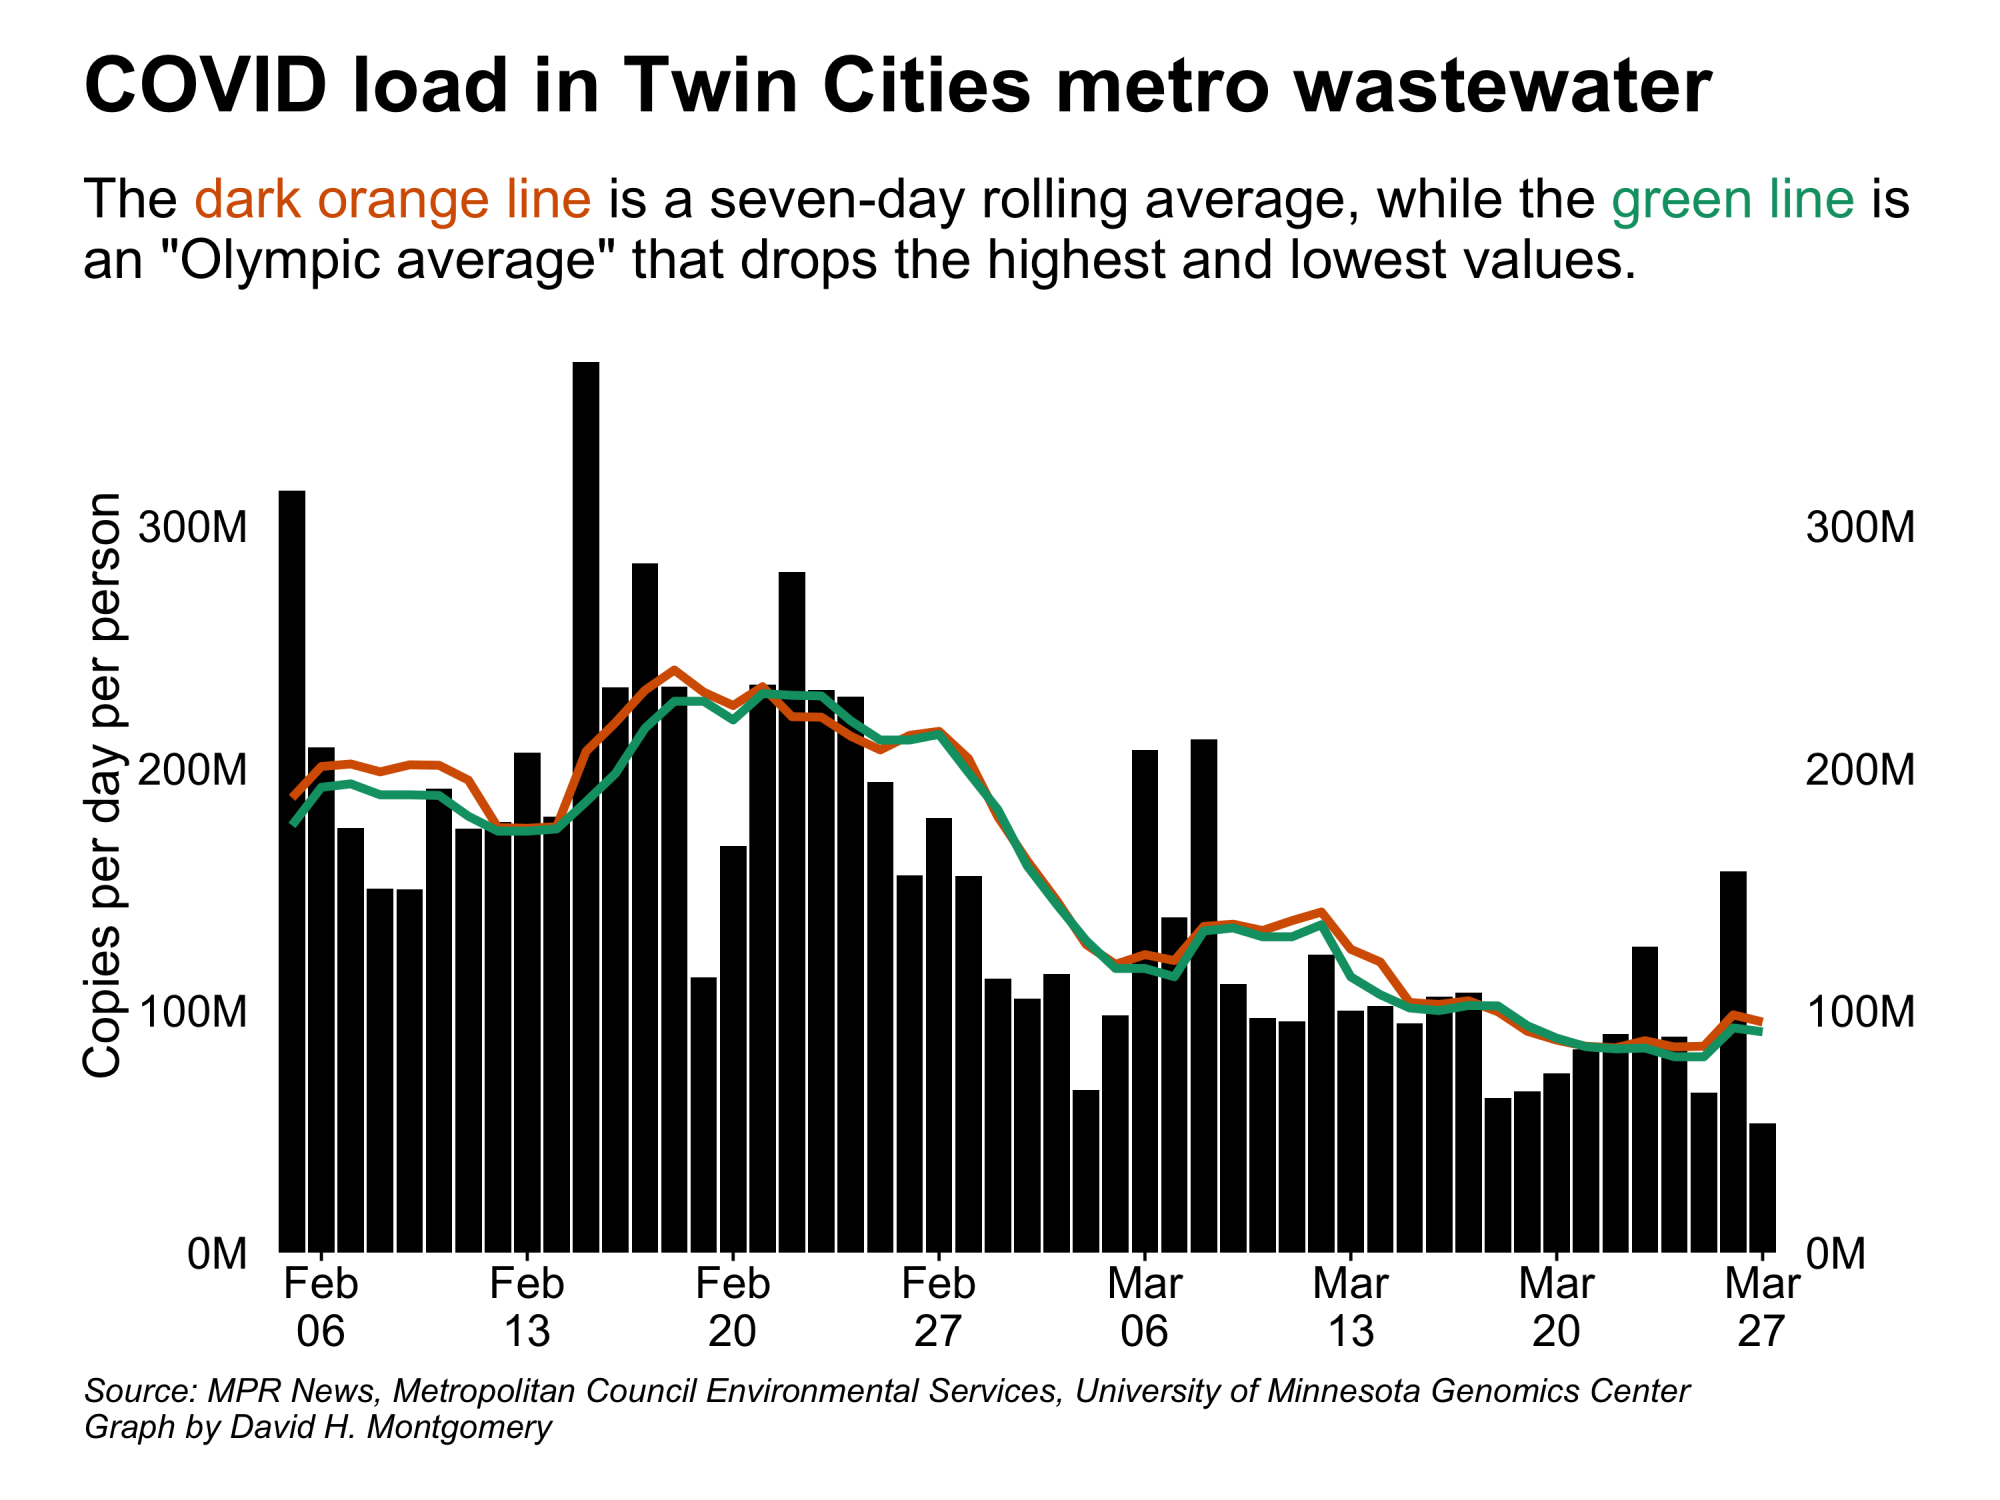 COVID load in Twin Cities metro wastewater
The dark orange line is a seven-day rolling average, while the green line is
an "Olympic average" that drops the highest and lowest values.
Copies per day per person
300M
200M
100M
0M
300M
200M
100M
0M
Feb
06
Feb
13
Feb
20
Feb
27
Mar
06
Mar
13
Mar
20
Mar
27
Source: MPR News, Metropolitan Council Environmental Services, University of Minnesota Genomics Center
Graph by David H. Montgomery